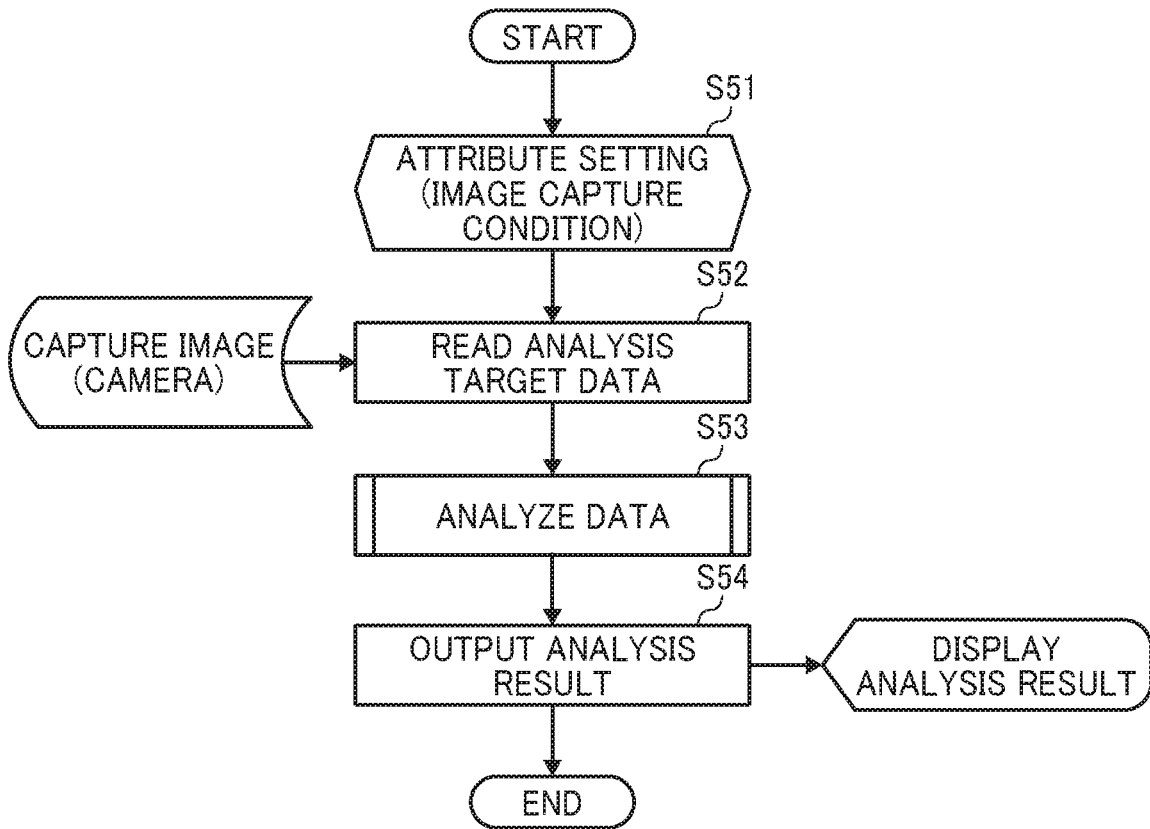 START
S51
ATTRIBUTE SETTING
(IMAGE CAPTURE
CONDITION)
S52
CAPTURE IMAGE
(CAMERA)
READ ANALYSIS
TARGET DATA
S53
ANALYZE DATA
S54
OUTPUT ANALYSIS
RESULT
DISPLAY
ANALYSIS RESULT
END